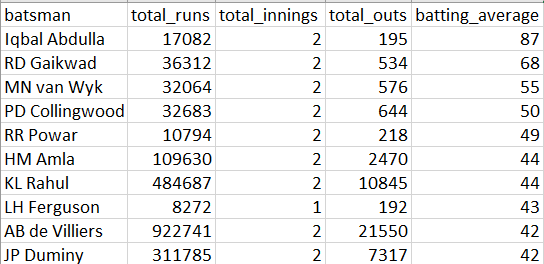 batsman total_runs total_innings total_outs batting_average
Iqbal Abdulla 17082 2 195 87
RD Gaikwad 36312 2 534 68
MN van Wyk 32064 2 576 55
PD Collingwood 32683 2 644 50
RR Powar 10794 2 218 49
HM Amla 109630 2 2470 44
KL Rahul 484687 2 10845 44
LH Ferguson 8272 1 192 43
AB de Villiers 922741 2 21550 42
JP Duminy 311785 2 7317 42